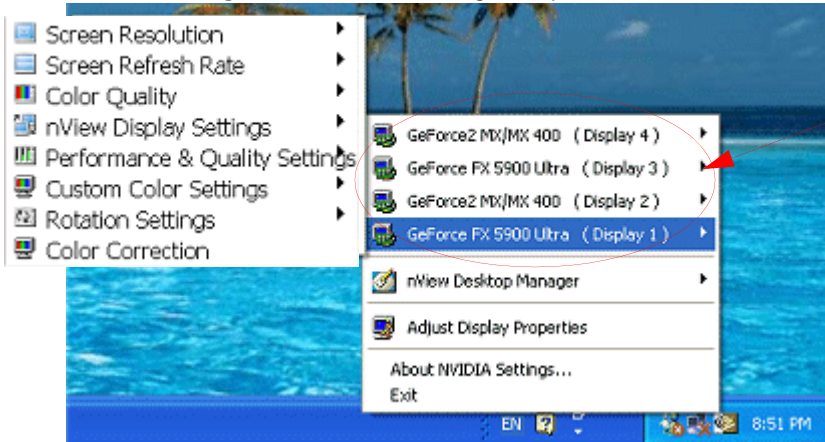 Screen Resolution
Screen Refresh Rate
Color Quality
nView Display Settings
Performance & Quality Settings
Custom Color Settings
Rotation Settings
Color Correction
GeForce2 MX/MX 400 ( Display 4 )
GeForce FX 5900 Ultra ( Display 3 )
GeForce2 MX/MX 400 ( Display 2 )
GeForce FX 5900 Ultra ( Display 1 )
nView Desktop Manager
Adjust Display Properties
About NVIDIA Settings...
Exit
EN
8:51 PM